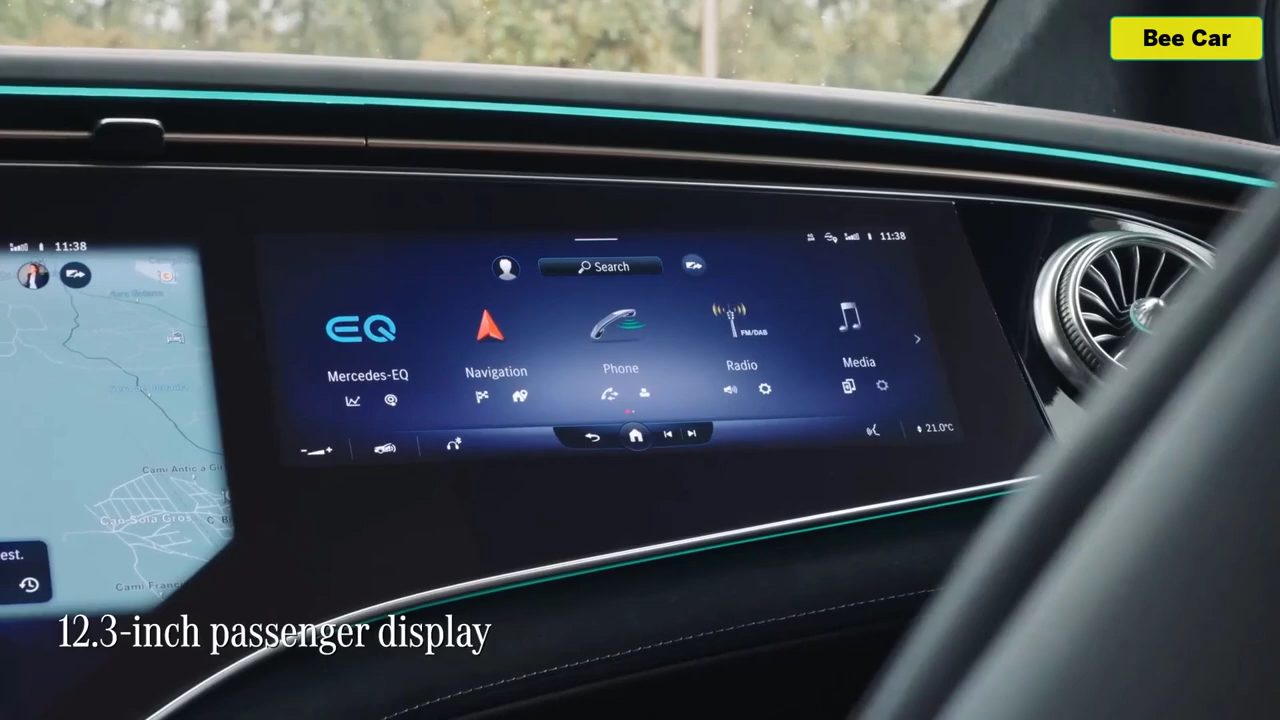 Bee Car
11:38
11:38
Search
EQ
FM/DAB
Mercedes-EQ
Navigation
Phone
Radio
Media
21.0°C
Cami Antic a Gi
Can Sola Gros
est.
Cami Franc
12.3-inch passenger display